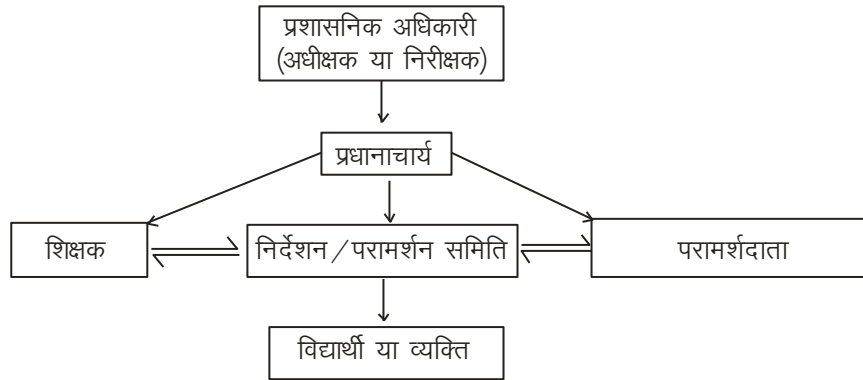 प्रशासनिक अधिकारी
(अधीक्षक या निरीक्षक)
प्रधानाचार्य
शिक्षक
निर्देशन/परामर्शन समिति
परामर्शदाता
विद्यार्थी या व्यक्ति